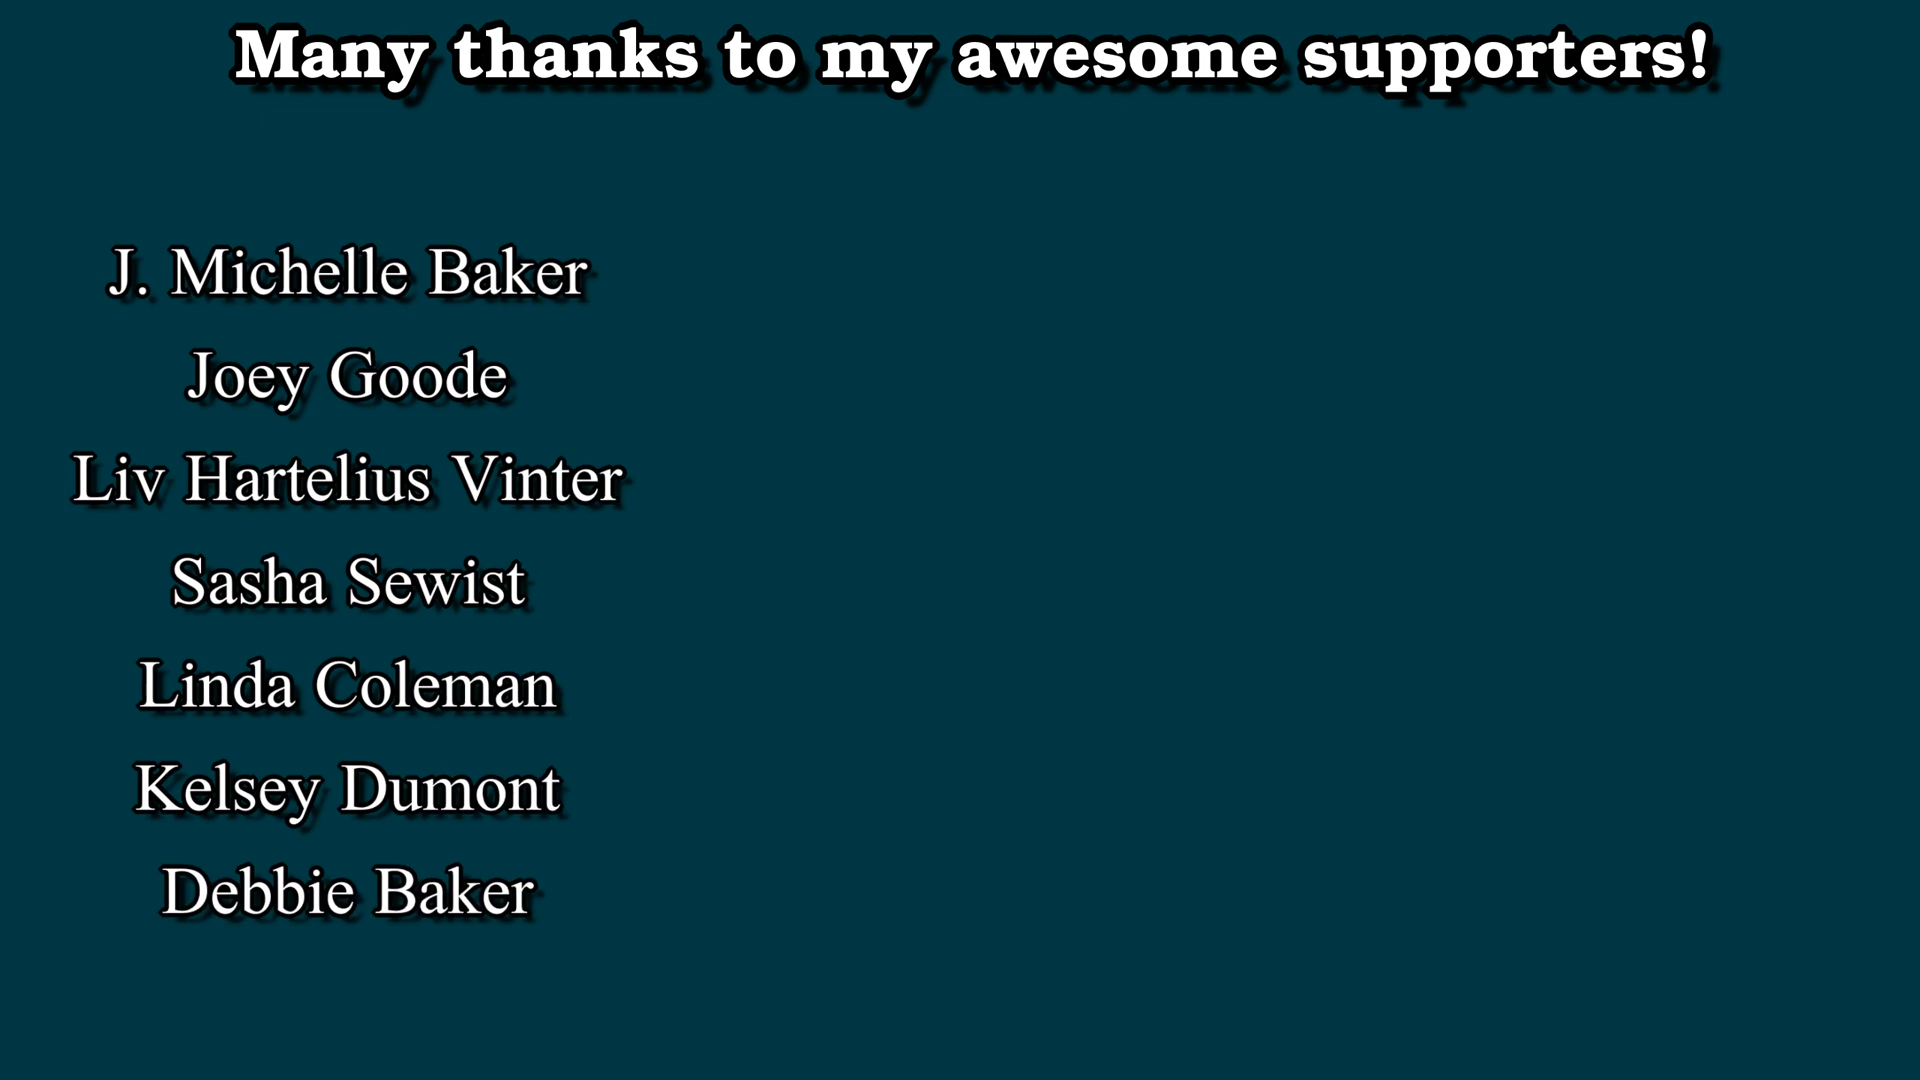 Many thanks to my awesome supporters!
J. Michelle Baker
Joey Goode
Liv Hartelius Vinter
Sasha Sewist
Linda Coleman
Kelsey Dumont
Debbie Baker